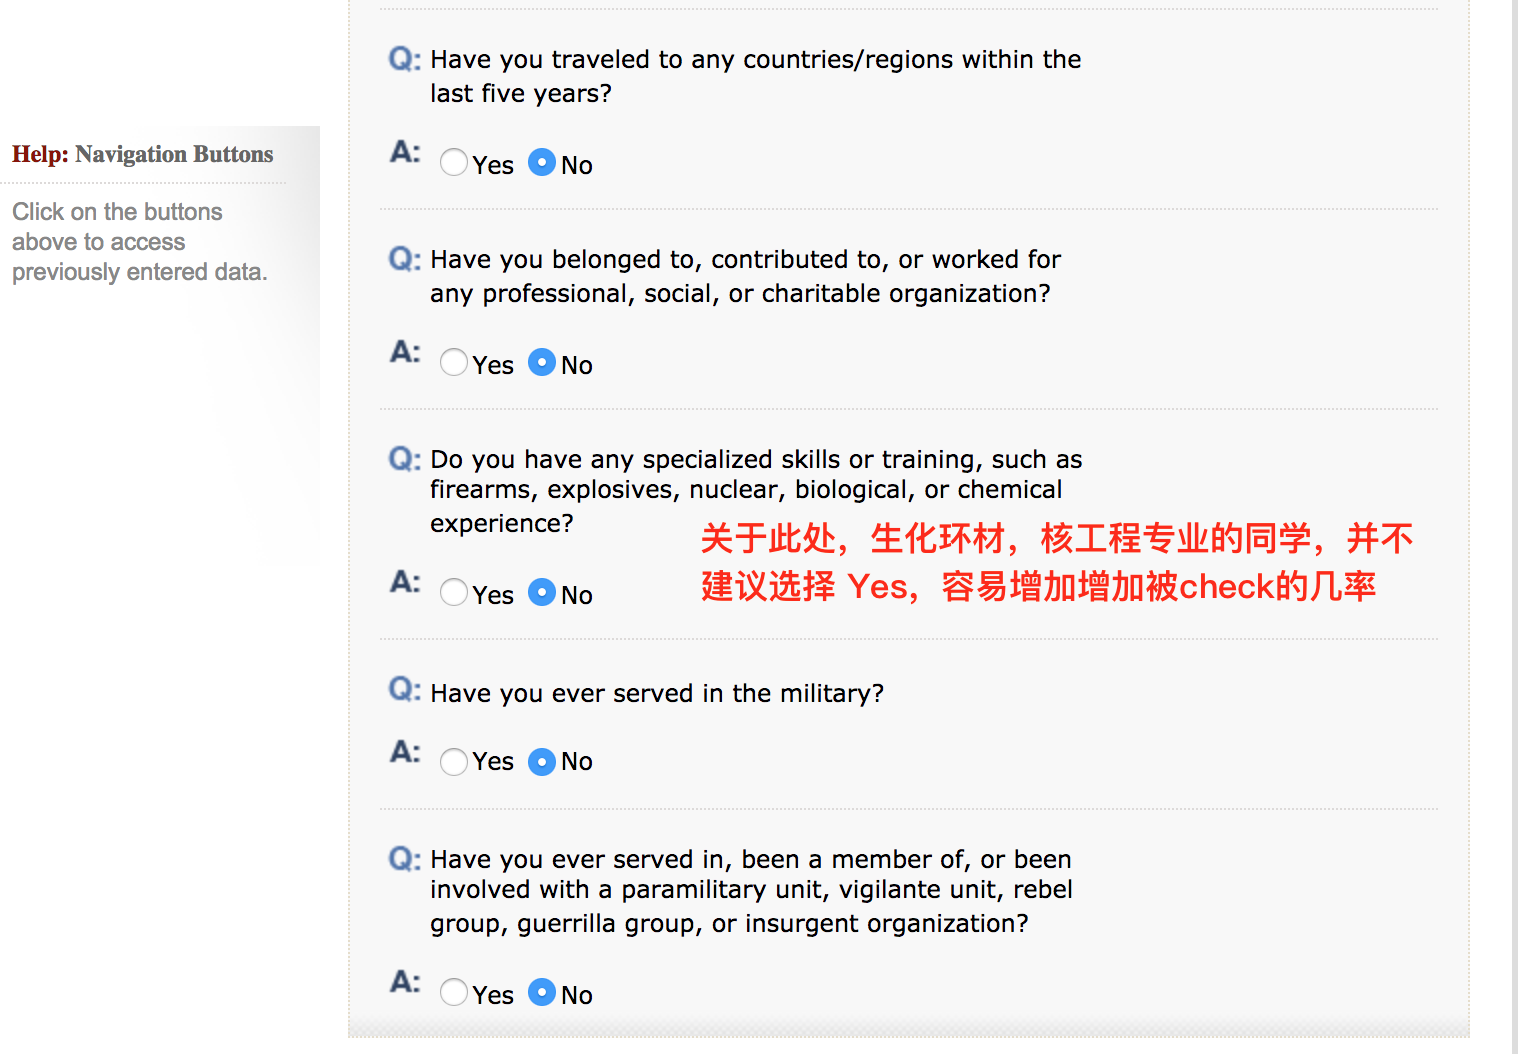 Help: Navigation Buttons
Click on the buttons
above to access
previously entered data.
Q: Have you traveled to any countries/regions within the
last five years?
A: Yes No
Q: Have you belonged to, contributed to, or worked for
any professional, social, or charitable organization?
A: Yes No
Q: Do you have any specialized skills or training, such as
firearms, explosives, nuclear, biological, or chemical
experience?
关于此处，生化环材，核工程专业的同学，并不
建议选择 Yes，容易增加增加被check的几率
A: Yes No
Q: Have you ever served in the military?
A: Yes No
Q: Have you ever served in, been a member of, or been
involved with a paramilitary unit, vigilante unit, rebel
group, guerrilla group, or insurgent organization?
A: Yes No